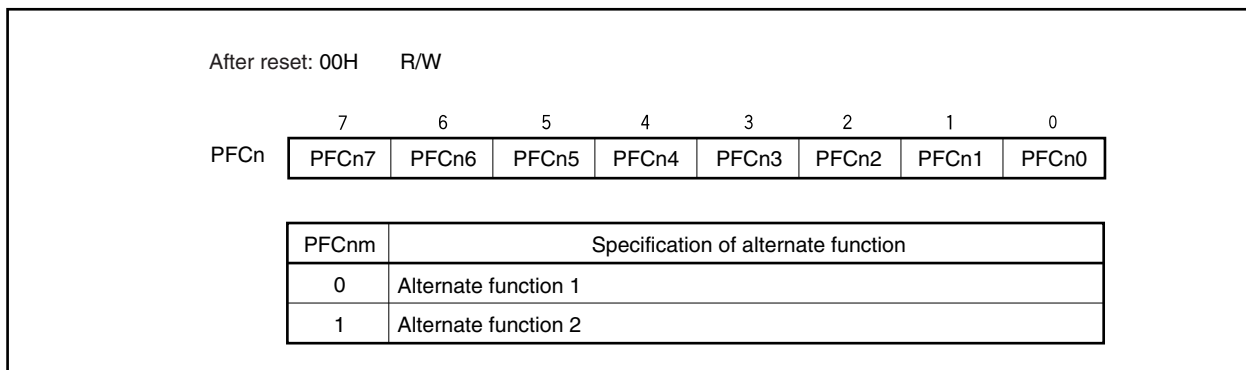 After reset: 00H R/W
7 6 5 4 3 2 1 0
PFCn PFCn7 PFCn6 PFCn5 PFCn4 PFCn3 PFCn2 PFCn1 PFCn0
PFCnm Specification of alternate function
0 Alternate function 1
1 Alternate function 2